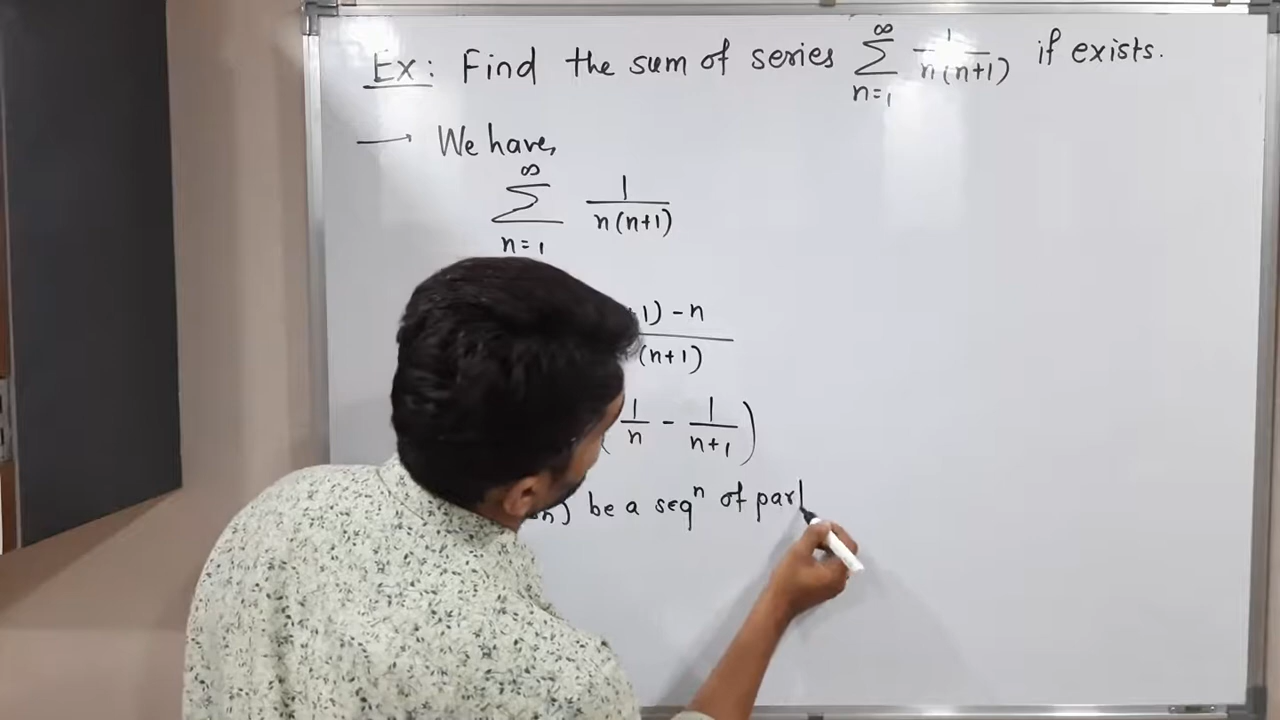 Ex: Find the sum of series ∞ Σ n=1 1/n(n+1) if exists.
→ We have,
∞ Σ n=1 1/n(n+1)
1) - n / (n+1)
(1/n - 1/n+1)
n) be a seqⁿ of par